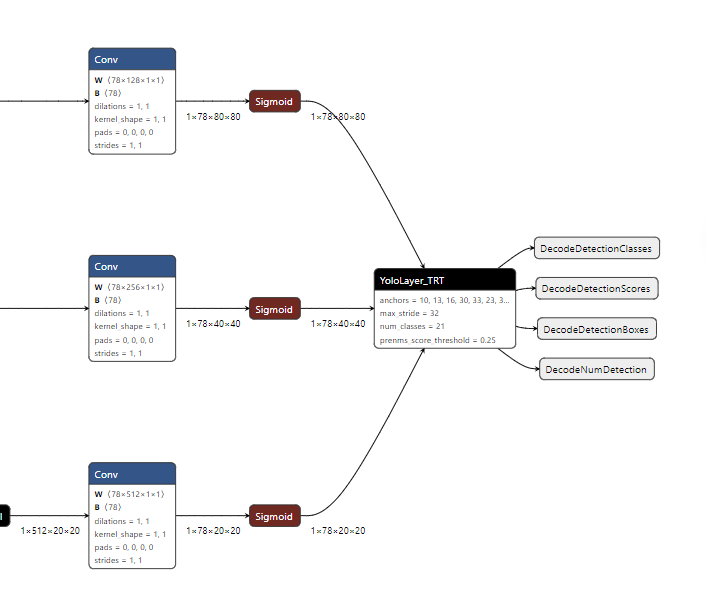 Conv
W ⟨78×128×1×1⟩
B ⟨78⟩
dilations = 1, 1
kernel_shape = 1, 1
pads = 0, 0, 0, 0
strides = 1, 1
1×78×80×80
Sigmoid
1×78×80×80
Conv
W ⟨78×256×1×1⟩
B ⟨78⟩
dilations = 1, 1
kernel_shape = 1, 1
pads = 0, 0, 0, 0
strides = 1, 1
1×78×40×40
Sigmoid
1×78×40×40
YoloLayer_TRT
anchors = 10, 13, 16, 30, 33, 23, 3…
max_stride = 32
num_classes = 21
prenms_score_threshold = 0.25
DecodeDetectionClasses
DecodeDetectionScores
DecodeDetectionBoxes
DecodeNumDetection
1×512×20×20
Conv
W ⟨78×512×1×1⟩
B ⟨78⟩
dilations = 1, 1
kernel_shape = 1, 1
pads = 0, 0, 0, 0
strides = 1, 1
1×78×20×20
Sigmoid
1×78×20×20